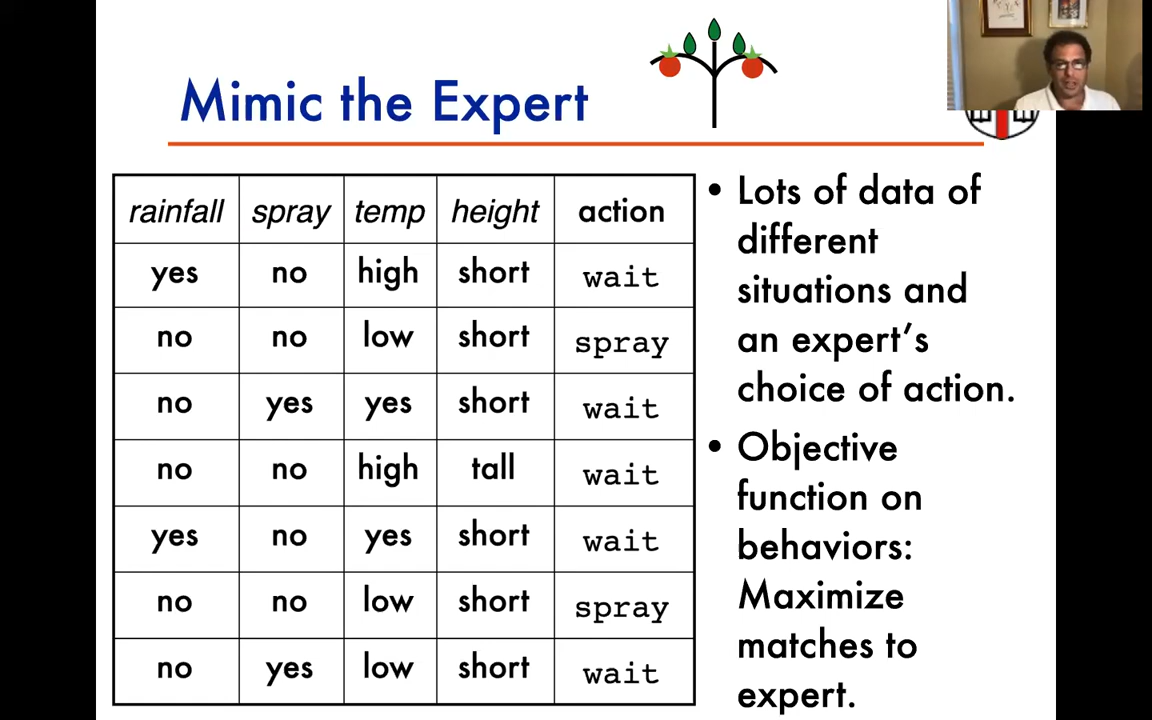 Mimic the Expert
rainfall spray temp height action
yes no high short wait
no no low short spray
no yes yes short wait
no no high tall wait
yes no yes short wait
no no low short spray
no yes low short wait
• Lots of data of
different
situations and
an expert's
choice of action.
• Objective
function on
behaviors:
Maximize
matches to
expert.